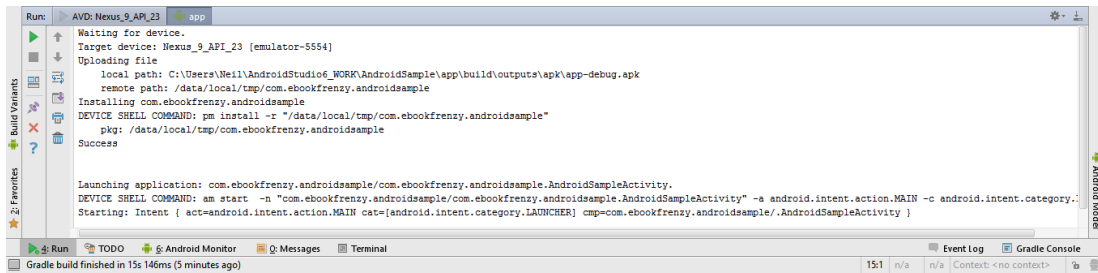 Run: AVD: Nexus_9_API_23 app
Waiting for device.
Target device: Nexus_9_API_23 [emulator-5554]
Uploading file
local path: C:\Users\Neil\AndroidStudio6_WORK\AndroidSample\app\build\outputs\apk\app-debug.apk
remote path: /data/local/tmp/com.ebookfrenzy.androidsample
Installing com.ebookfrenzy.androidsample
DEVICE SHELL COMMAND: pm install -r "/data/local/tmp/com.ebookfrenzy.androidsample"
pkg: /data/local/tmp/com.ebookfrenzy.androidsample
Success
Launching application: com.ebookfrenzy.androidsample/com.ebookfrenzy.androidsample.AndroidSampleActivity.
DEVICE SHELL COMMAND: am start -n "com.ebookfrenzy.androidsample/com.ebookfrenzy.androidsample.AndroidSampleActivity" -a android.intent.action.MAIN -c android.intent.category.
Starting: Intent { act=android.intent.action.MAIN cat=[android.intent.category.LAUNCHER] cmp=com.ebookfrenzy.androidsample/.AndroidSampleActivity }
Build Variants
2: Favorites
Android Model
4: Run TODO 6: Android Monitor 0: Messages Terminal Event Log Gradle Console
Gradle build finished in 15s 146ms (5 minutes ago) 15:1 n/a n/a Context: <no context>